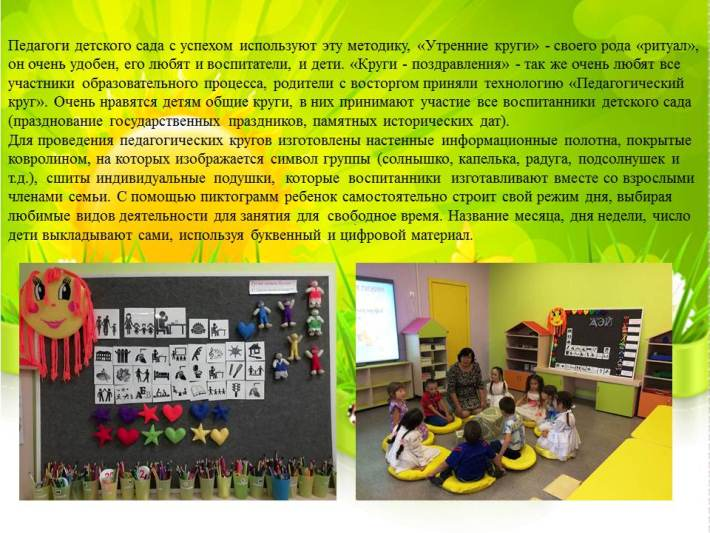 Педагоги детского сада с успехом используют эту методику, «Утренние круги» - своего рода «ритуал»,
он очень удобен, его любят и воспитатели, и дети. «Круги - поздравления» - так же очень любят все
участники образовательного процесса, родители с восторгом приняли технологию «Педагогический
круг». Очень нравятся детям общие круги, в них принимают участие все воспитанники детского сада
(празднование государственных праздников, памятных исторических дат).
Для проведения педагогических кругов изготовлены настенные информационные полотна, покрытые
ковролином, на которых изображается символ группы (солнышко, капелька, радуга, подсолнушек и
т.д.), сшиты индивидуальные подушки, которые воспитанники изготавливают вместе со взрослыми
членами семьи. С помощью пиктограмм ребенок самостоятельно строит свой режим дня, выбирая
любимые видов деятельности для занятия для свободное время. Название месяца, дня недели, число
дети выкладывают сами, используя буквенный и цифровой материал.